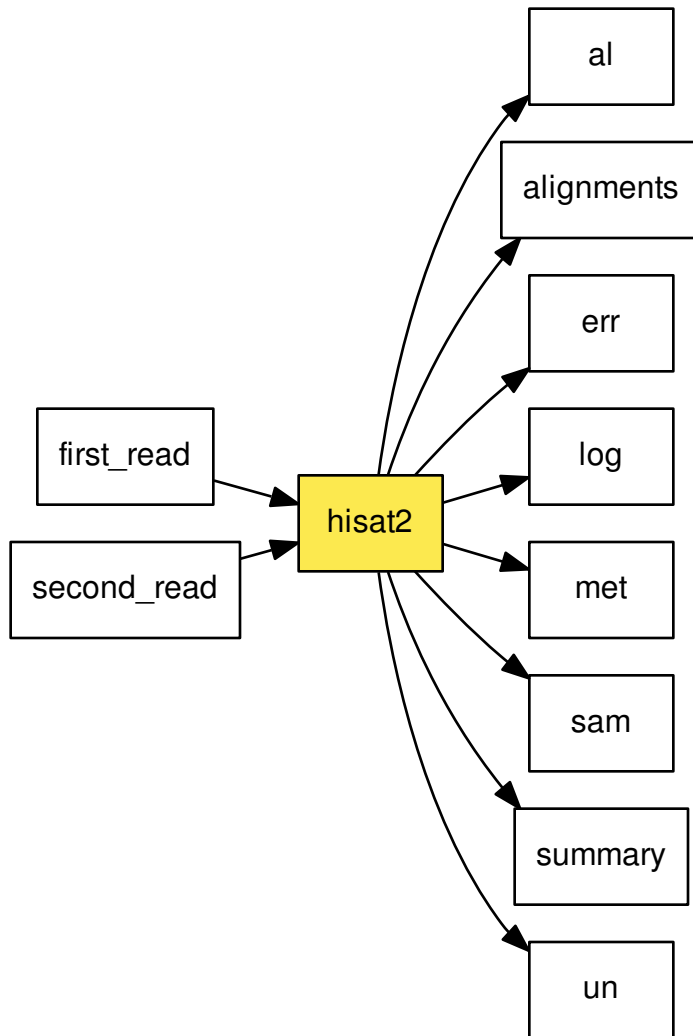 al
alignments
err
first_read
log
hisat2
second_read
met
sam
summary
un